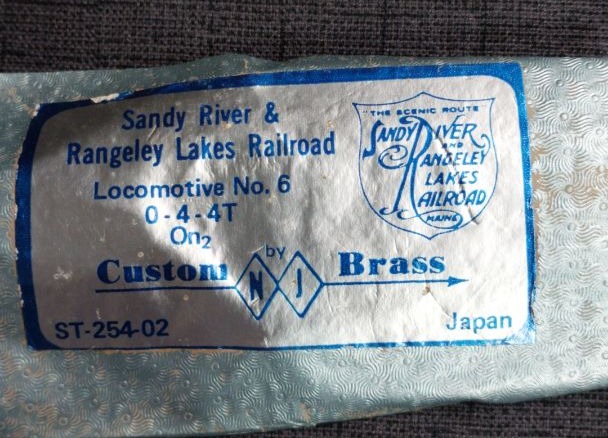 Sandy River &
Rangeley Lakes Railroad
Locomotive No. 6
0-4-4T
On2
"THE SCENIC ROUTE
SANDY RIVER
AND
RANGELEY
LAKES
RAILROAD
MAINE
by
Custom NJ Brass
ST-254-02
Japan